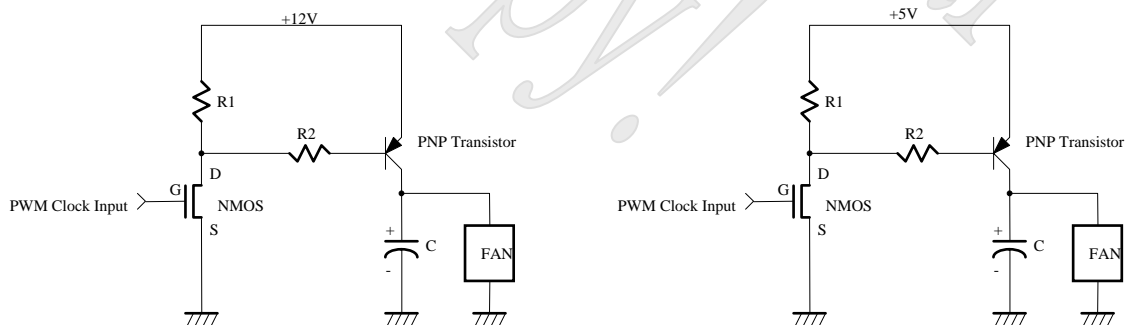 +12V
R1
R2
PNP Transistor
D
G
PWM Clock Input
NMOS
S
+
C
-
FAN
+5V
R1
R2
PNP Transistor
D
G
PWM Clock Input
NMOS
S
+
C
-
FAN